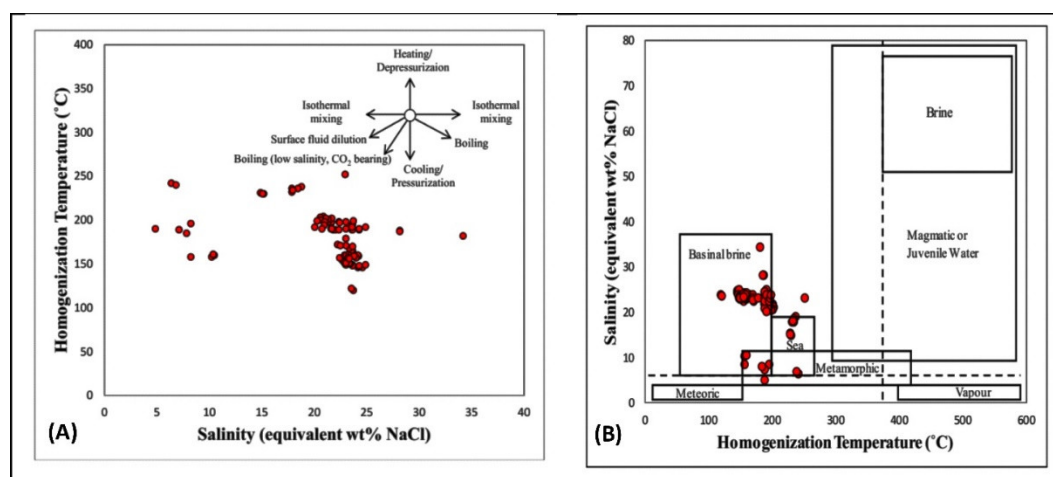 Homogenization Temperature (˚C)
400
350
300
250
200
150
100
50
0
0 5 10 15 20 25 30 35 40
Salinity (equivalent wt% NaCl)
(A)
Heating/
Depressurizaion
Isothermal
mixing
Isothermal
mixing
Surface fluid dilution
Boiling
Boiling (low salinity, CO₂ bearing)
Cooling/
Pressurization
Salinity (equivalent wt% NaCl)
80
70
60
50
40
30
20
10
0
0 100 200 300 400 500 600
Homogenization Temperature (˚C)
(B)
Brine
Magmatic or
Juvenile Water
Basinal brine
Sea
Metamorphic
Meteoric
Vapour